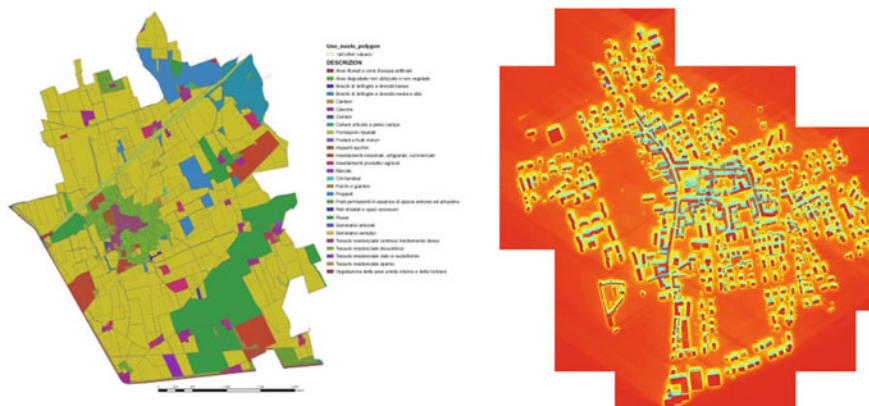 Uso_suolo_polygon
<all other values>
DESCRIZION
Alvei fluviali e corsi d'acqua artificiali
Aree degradate non utilizzate e non vegetate
Boschi di latifoglie a densità bassa
Boschi di latifoglie a densità media e alta
Cantieri
Cascine
Cimiteri
Colture orticole a pieno campo
Formazioni ripariali
Frutteti e frutti minori
Impianti sportivi
Insediamenti industriali, artigianali, commerciali
Insediamenti produttivi agricoli
Marcite
Orti familiari
Parchi e giardini
Pioppeti
Prati permanenti in assenza di specie arboree ed arbustive
Reti stradali e spazi accessori
Risaie
Seminativi arborati
Seminativi semplici
Tessuto residenziale continuo mediamente denso
Tessuto residenziale discontinuo
Tessuto residenziale rado e nucleiforme
Tessuto residenziale sparso
Vegetazione delle aree umide interne e delle torbiere